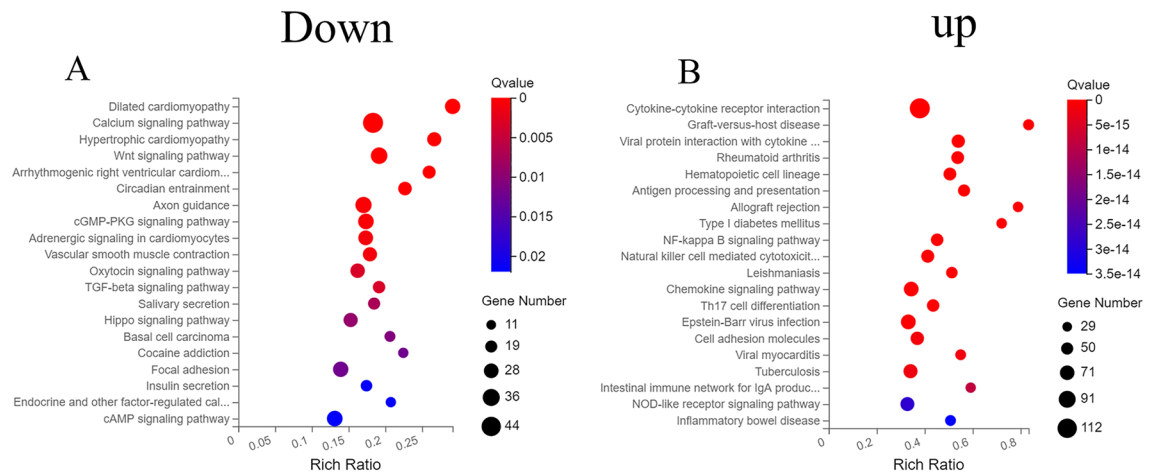 Down
up
A
B
Qvalue
0
0.005
0.01
0.015
0.02
Gene Number
11
19
28
36
44
Dilated cardiomyopathy
Calcium signaling pathway
Hypertrophic cardiomyopathy
Wnt signaling pathway
Arrhythmogenic right ventricular cardiom...
Circadian entrainment
Axon guidance
cGMP-PKG signaling pathway
Adrenergic signaling in cardiomyocytes
Vascular smooth muscle contraction
Oxytocin signaling pathway
TGF-beta signaling pathway
Salivary secretion
Hippo signaling pathway
Basal cell carcinoma
Cocaine addiction
Focal adhesion
Insulin secretion
Endocrine and other factor-regulated cal...
cAMP signaling pathway
0 0.05 0.1 0.15 0.2 0.25
Rich Ratio
Qvalue
0
5e-15
1e-14
1.5e-14
2e-14
2.5e-14
3e-14
3.5e-14
Gene Number
29
50
71
91
112
Cytokine-cytokine receptor interaction
Graft-versus-host disease
Viral protein interaction with cytokine ...
Rheumatoid arthritis
Hematopoietic cell lineage
Antigen processing and presentation
Allograft rejection
Type I diabetes mellitus
NF-kappa B signaling pathway
Natural killer cell mediated cytotoxicit...
Leishmaniasis
Chemokine signaling pathway
Th17 cell differentiation
Epstein-Barr virus infection
Cell adhesion molecules
Viral myocarditis
Tuberculosis
Intestinal immune network for IgA produc...
NOD-like receptor signaling pathway
Inflammatory bowel disease
0 0.2 0.4 0.6 0.8
Rich Ratio